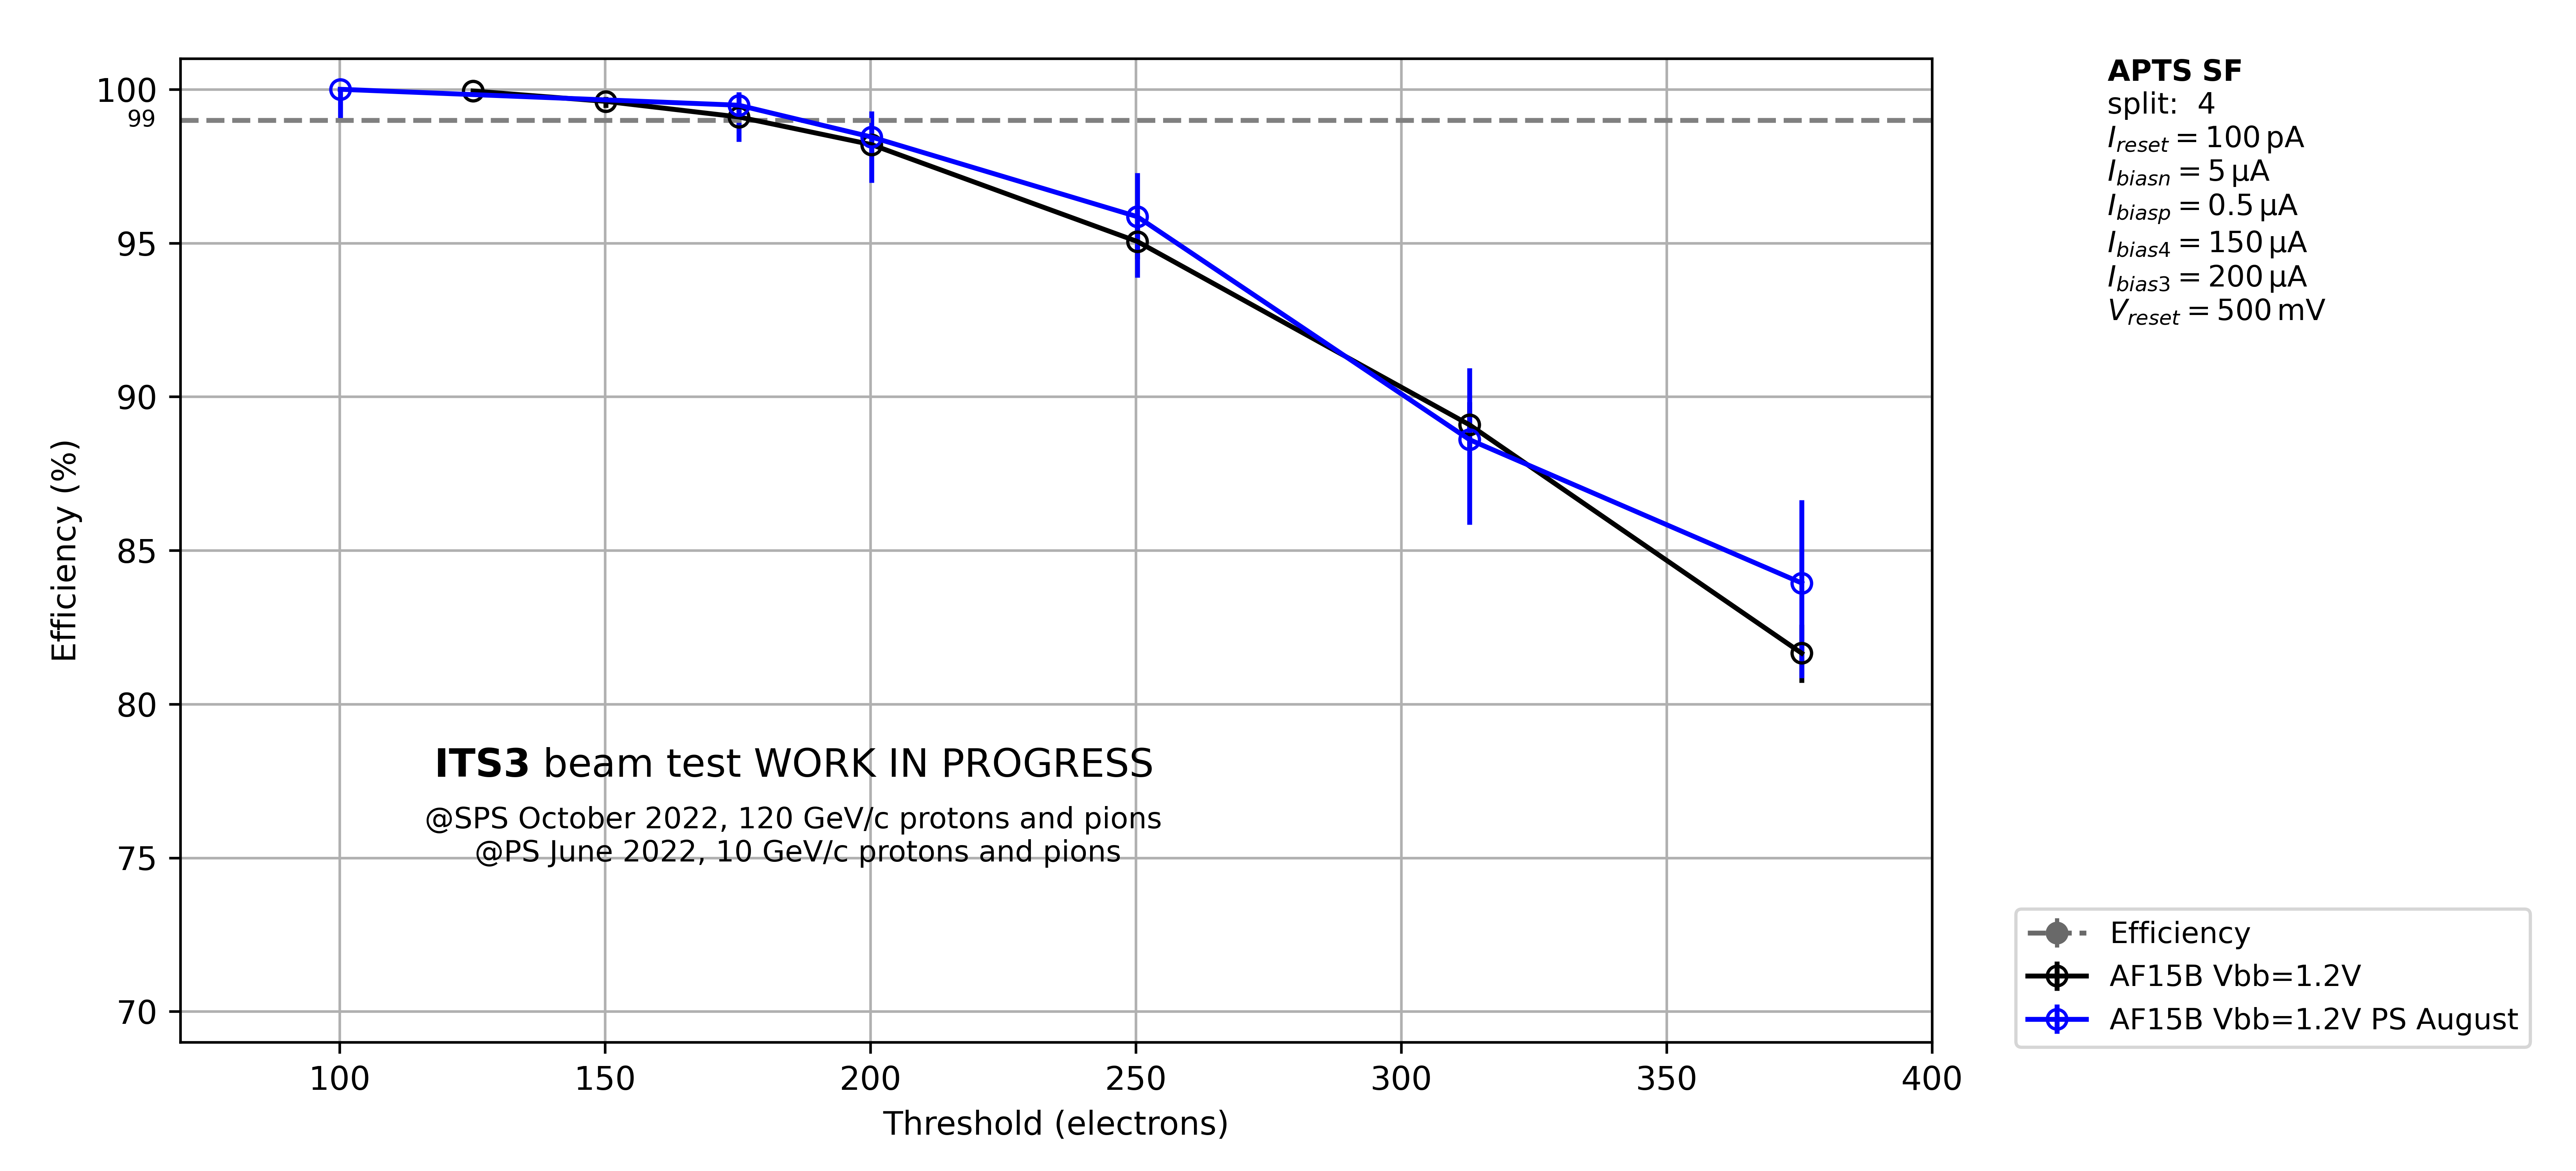 100
99
95
90
85
80
75
70
Efficiency (%)
ITS3 beam test WORK IN PROGRESS
@SPS October 2022, 120 GeV/c protons and pions
@PS June 2022, 10 GeV/c protons and pions
100 150 200 250 300 350 400
Threshold (electrons)
APTS SF
split: 4
I_reset = 100 pA
I_biasn = 5 µA
I_biasp = 0.5 µA
I_bias4 = 150 µA
I_bias3 = 200 µA
V_reset = 500 mV
Efficiency
AF15B Vbb=1.2V
AF15B Vbb=1.2V PS August